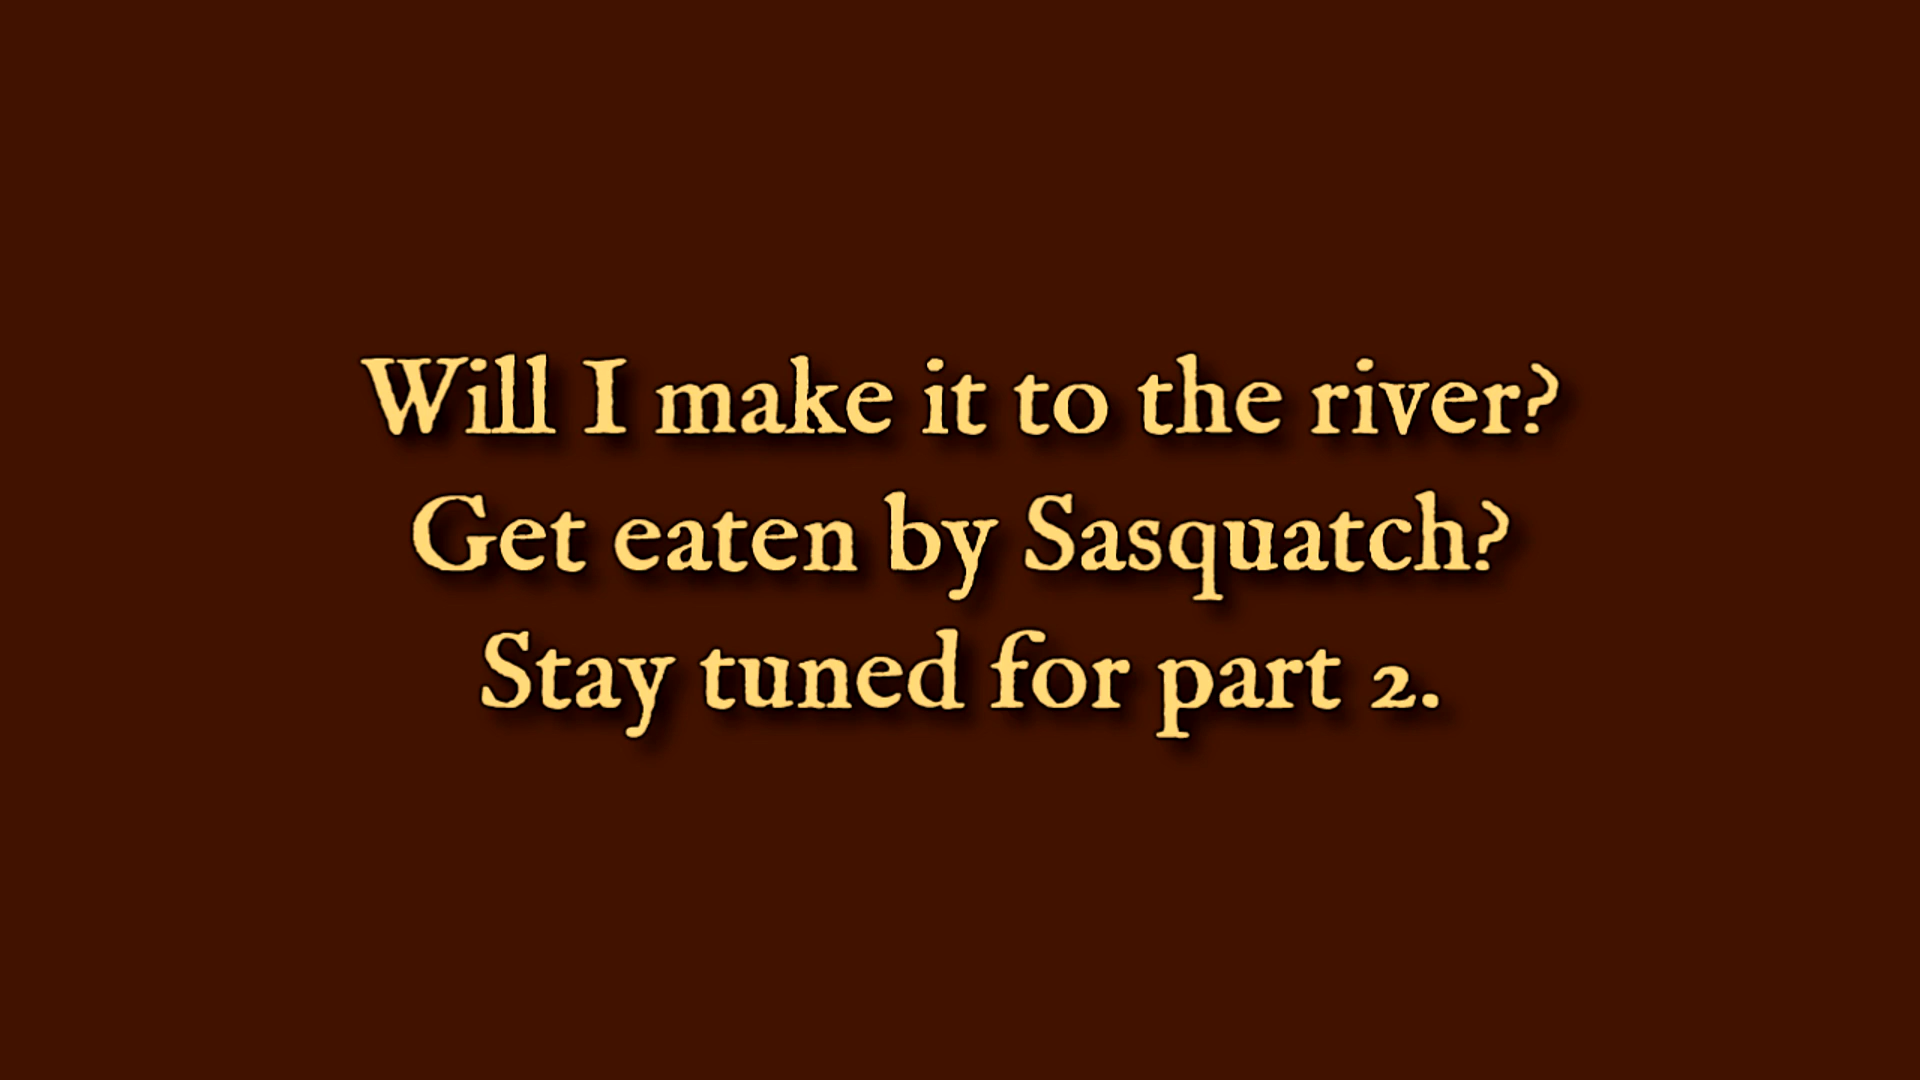 Will I make it to the river?
Get eaten by Sasquatch?
Stay tuned for part 2.